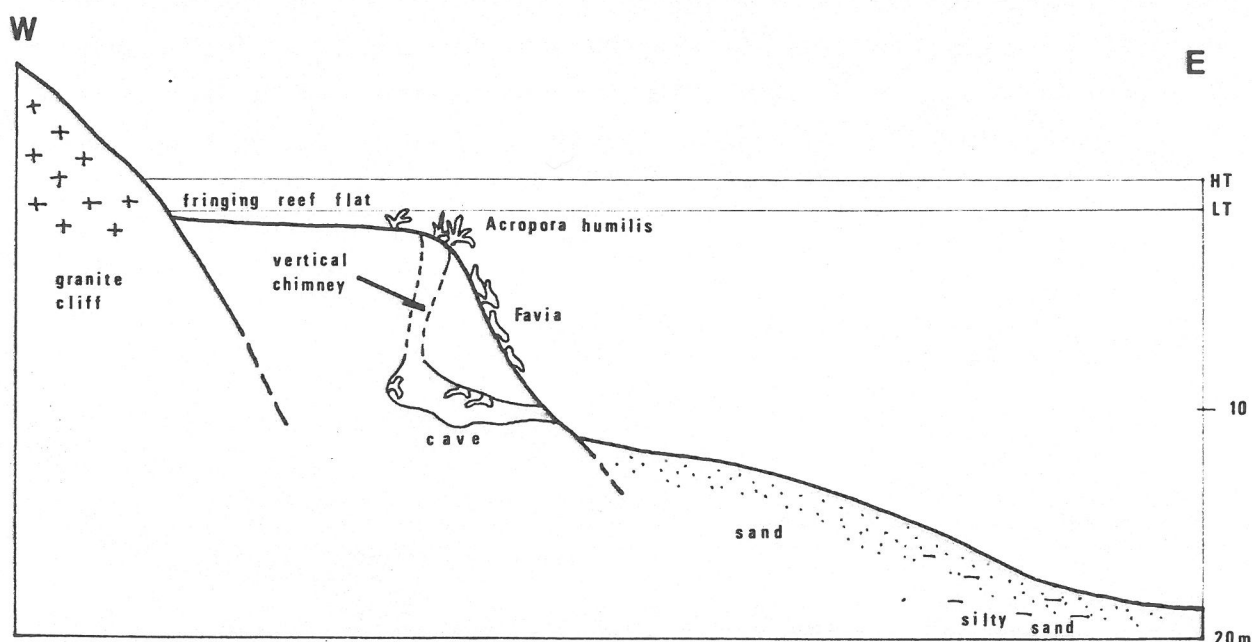 W
E
HT
fringing reef flat
LT
Acropora humilis
vertical
chimney
granite
cliff
Favia
10
cave
sand
silty
sand
20m